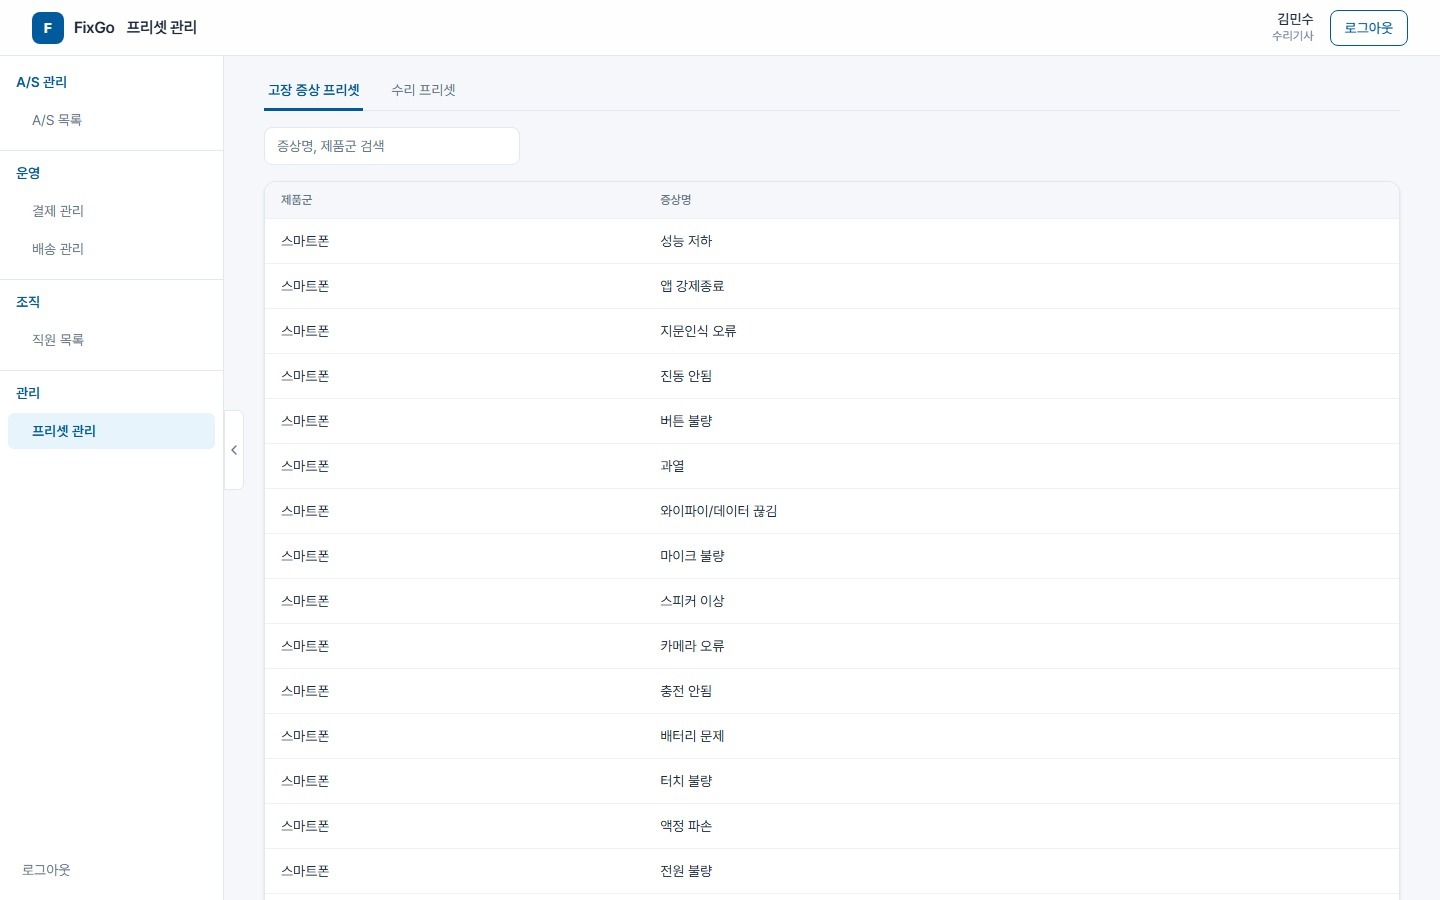 F FixGo 프리셋 관리
김민수
수리기사
로그아웃
A/S 관리
A/S 목록
운영
결제 관리
배송 관리
조직
직원 목록
관리
프리셋 관리
로그아웃
고장 증상 프리셋 수리 프리셋
증상명, 제품군 검색
제품군 증상명
스마트폰 성능 저하
스마트폰 앱 강제종료
스마트폰 지문인식 오류
스마트폰 진동 안됨
스마트폰 버튼 불량
스마트폰 과열
스마트폰 와이파이/데이터 끊김
스마트폰 마이크 불량
스마트폰 스피커 이상
스마트폰 카메라 오류
스마트폰 충전 안됨
스마트폰 배터리 문제
스마트폰 터치 불량
스마트폰 액정 파손
스마트폰 전원 불량